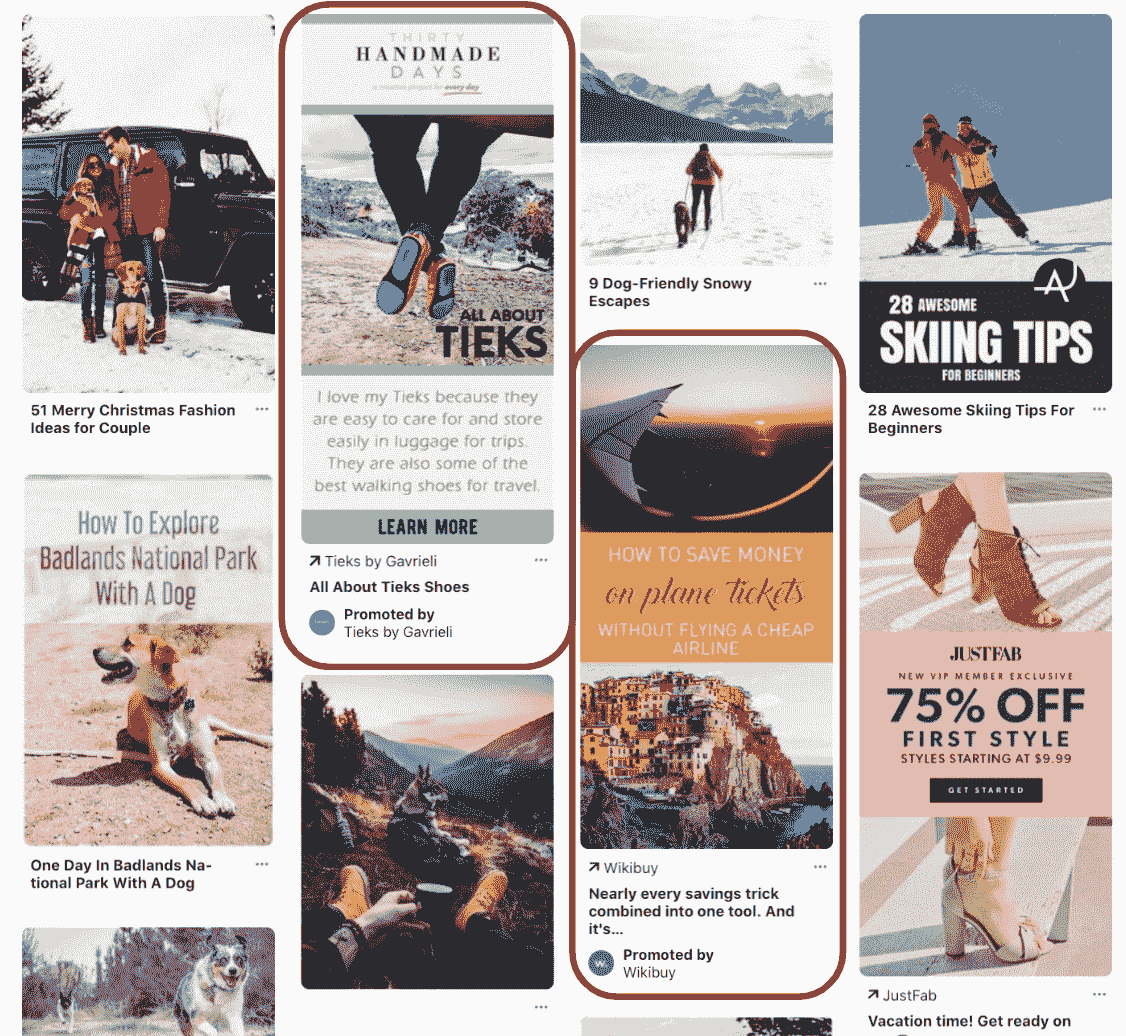 51 Merry Christmas Fashion
Ideas for Couple
How To Explore
Badlands National Park
With A Dog
One Day In Badlands Na-
tional Park With A Dog
THIRTY
HANDMADE
DAYS
a creative project for every day
ALL ABOUT
TIEKS
I love my Tieks because they
are easy to care for and store
easily in luggage for trips.
They are also some of the
best walking shoes for travel.
LEARN MORE
Tieks by Gavrieli
All About Tieks Shoes
Promoted by
Tieks by Gavrieli
9 Dog-Friendly Snowy
Escapes
HOW TO SAVE MONEY
on plane tickets
WITHOUT FLYING A CHEAP
AIRLINE
Wikibuy
Nearly every savings trick
combined into one tool. And
it's...
Promoted by
Wikibuy
28 AWESOME
SKIING TIPS
FOR BEGINNERS
28 Awesome Skiing Tips For
Beginners
JUSTFAB
NEW VIP MEMBER EXCLUSIVE
75% OFF
FIRST STYLE
STYLES STARTING AT $9.99
GET STARTED
JustFab
Vacation time! Get ready on